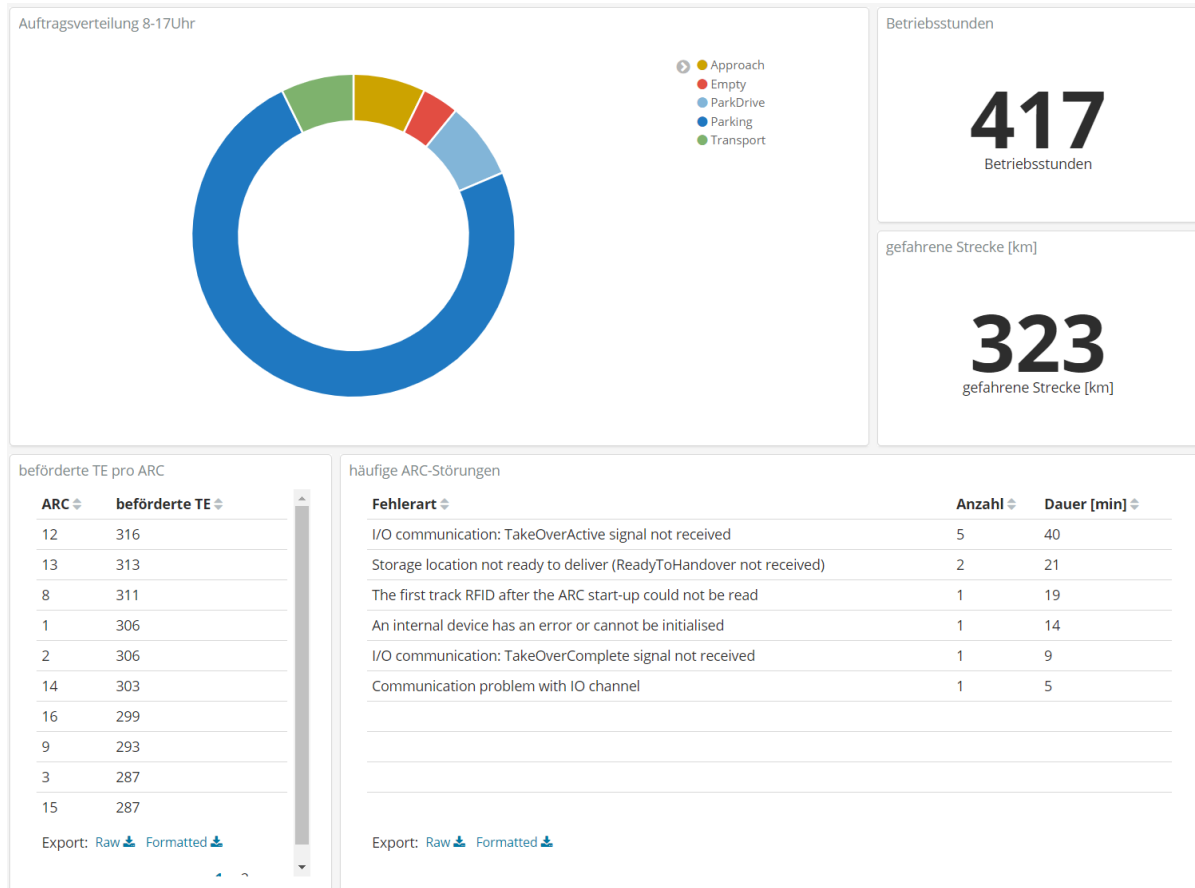 Auftragsverteilung 8-17Uhr
Approach
Empty
ParkDrive
Parking
Transport
Betriebsstunden
417
Betriebsstunden
gefahrene Strecke [km]
323
gefahrene Strecke [km]
beförderte TE pro ARC
ARC beförderte TE
12 316
13 313
8 311
1 306
2 306
14 303
16 299
9 293
3 287
15 287
Export: Raw Formatted
häufige ARC-Störungen
Fehlerart Anzahl Dauer [min]
I/O communication: TakeOverActive signal not received 5 40
Storage location not ready to deliver (ReadyToHandover not received) 2 21
The first track RFID after the ARC start-up could not be read 1 19
An internal device has an error or cannot be initialised 1 14
I/O communication: TakeOverComplete signal not received 1 9
Communication problem with IO channel 1 5
Export: Raw Formatted